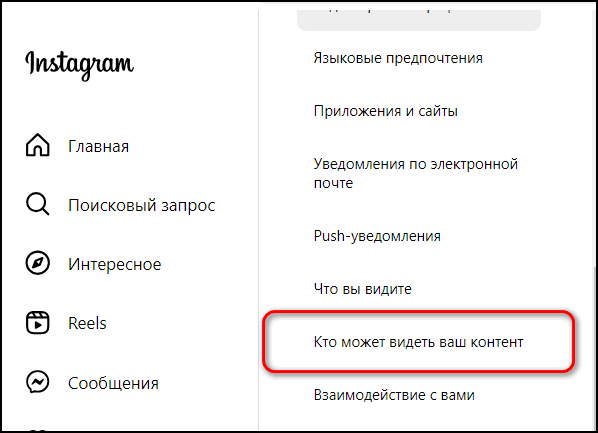 Instagram
Главная
Поисковый запрос
Интересное
Reels
Сообщения
Языковые предпочтения
Приложения и сайты
Уведомления по электронной
почте
Push-уведомления
Что вы видите
Кто может видеть ваш контент
Взаимодействие с вами